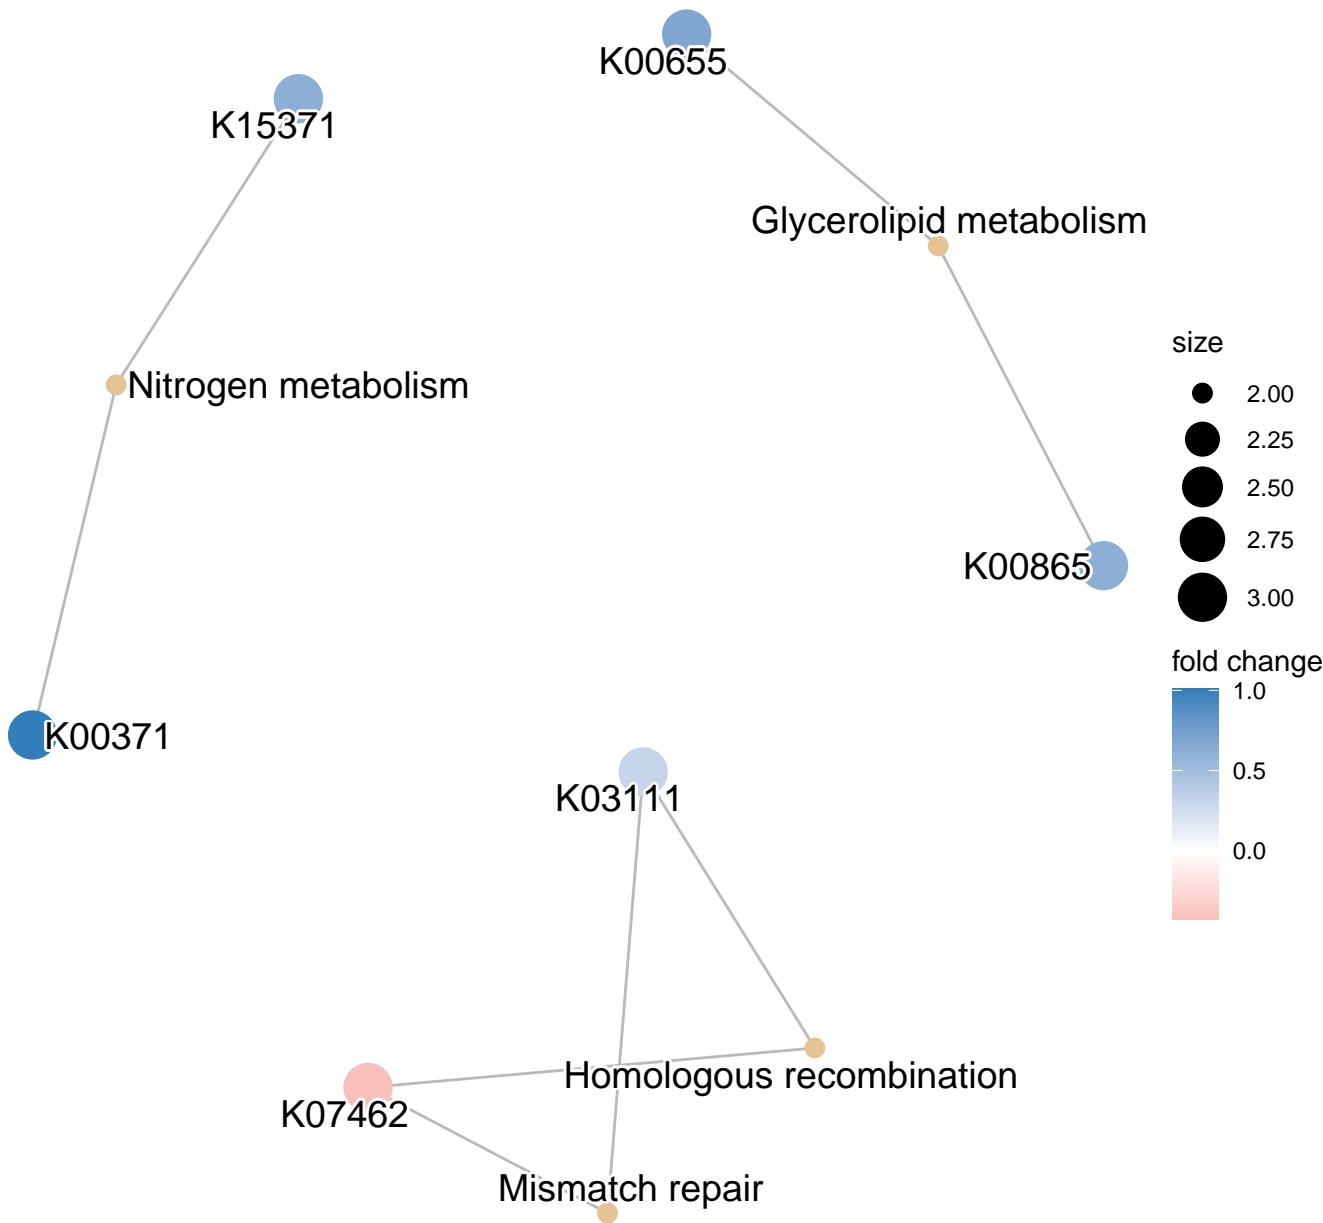 K00655
K15371
Glycerolipid metabolism
size
Nitrogen metabolism
2.00
2.25
2.50
2.75
K00865
3.00
fold change
1.0
K00371
0.5
K03111
0.0
Homologous recombination
K07462
Mismatch repair